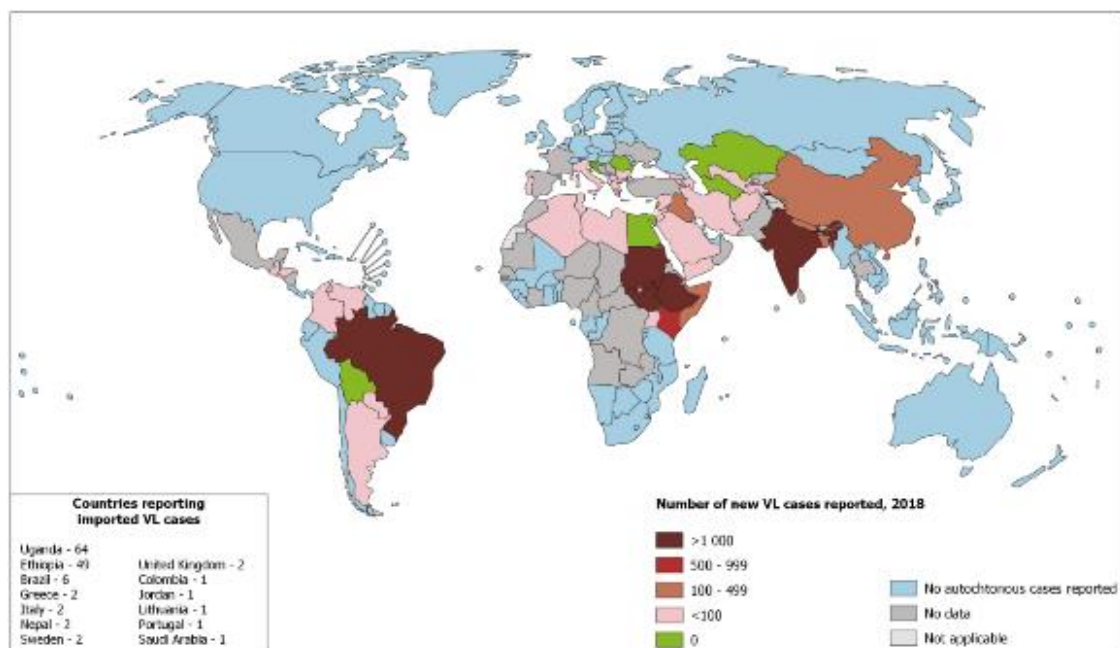 Countries reporting
imported VL cases
Uganda - 64
Ethiopia - 49
Brazil - 6
Greece - 2
Italy - 2
Nepal - 2
Sweden - 2
United Kingdom - 2
Colombia - 1
Jordan - 1
Lithuania - 1
Portugal - 1
Saudi Arabia - 1
Number of new VL cases reported, 2018
>1 000
500 - 999
100 - 499
<100
0
No autochtonous cases reported
No data
Not applicable